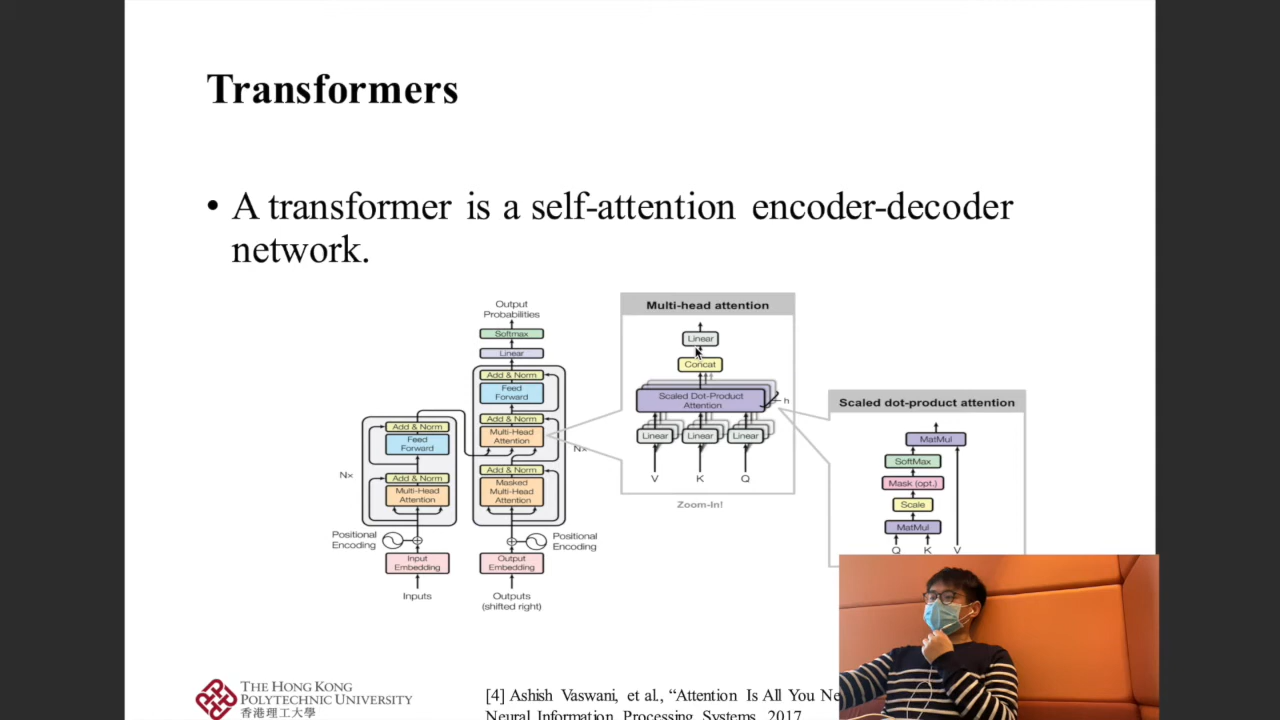 Transformers
• A transformer is a self-attention encoder-decoder
network.
Output
Probabilities
Softmax
Linear
Add & Norm
Feed
Forward
Add & Norm
Multi-Head
Attention
Add & Norm
Masked
Multi-Head
Attention
N×
Positional
Encoding
Output
Embedding
Outputs
(shifted right)
Add & Norm
Feed
Forward
Add & Norm
Multi-Head
Attention
N×
Positional
Encoding
Input
Embedding
Inputs
Multi-head attention
Linear
Concat
Scaled Dot-Product
Attention
h
Linear Linear Linear
V K Q
Zoom-In!
Scaled dot-product attention
MatMul
SoftMax
Mask (opt.)
Scale
MatMul
Q K V
THE HONG KONG
POLYTECHNIC UNIVERSITY
香港理工大學
[4] Ashish Vaswani, et al., “Attention Is All You Ne
Neural Information Processing Systems, 2017